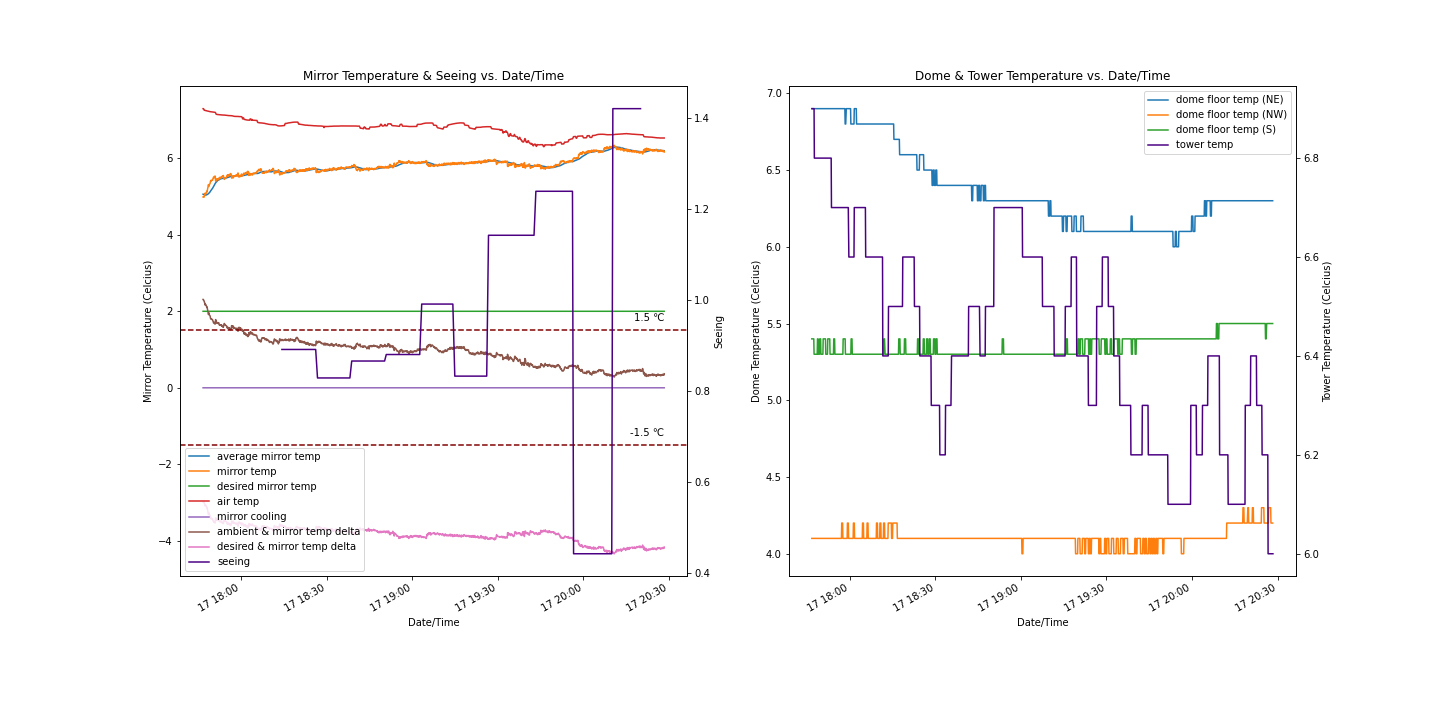 Mirror Temperature & Seeing vs. Date/Time
Mirror Temperature (Celcius)
6
4
2
0
−2
−4
1.4
1.2
1.0
0.8
0.6
0.4
Seeing
1.5 °C
-1.5 °C
average mirror temp
mirror temp
desired mirror temp
air temp
mirror cooling
ambient & mirror temp delta
desired & mirror temp delta
seeing
17 18:00
17 18:30
17 19:00
17 19:30
17 20:00
17 20:30
Date/Time
Dome & Tower Temperature vs. Date/Time
Dome Temperature (Celcius)
7.0
6.5
6.0
5.5
5.0
4.5
4.0
dome floor temp (NE)
dome floor temp (NW)
dome floor temp (S)
tower temp
6.8
6.6
6.4
6.2
6.0
Tower Temperature (Celcius)
17 18:00
17 18:30
17 19:00
17 19:30
17 20:00
17 20:30
Date/Time